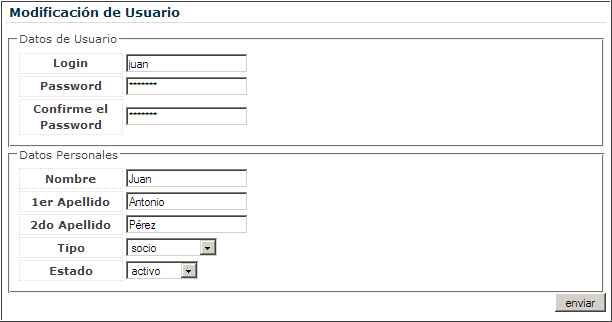 Modificación de Usuario
Datos de Usuario
Login juan
Password *******
Confirme el
Password *******
Datos Personales
Nombre Juan
1er Apellido Antonio
2do Apellido Pérez
Tipo socio
Estado activo
enviar